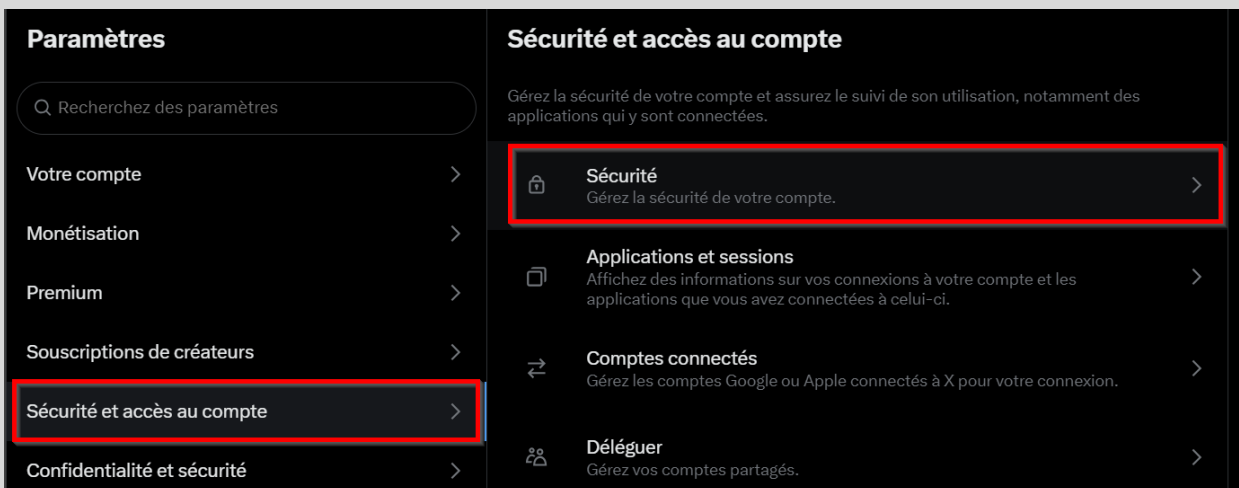 Paramètres
Recherchez des paramètres
Votre compte
Monétisation
Premium
Souscriptions de créateurs
Sécurité et accès au compte
Confidentialité et sécurité
Sécurité et accès au compte
Gérez la sécurité de votre compte et assurez le suivi de son utilisation, notamment des
applications qui y sont connectées.
Sécurité
Gérez la sécurité de votre compte.
Applications et sessions
Affichez des informations sur vos connexions à votre compte et les
applications que vous avez connectées à celui-ci.
Comptes connectés
Gérez les comptes Google ou Apple connectés à X pour votre connexion.
Déléguer
Gérez vos comptes partagés.